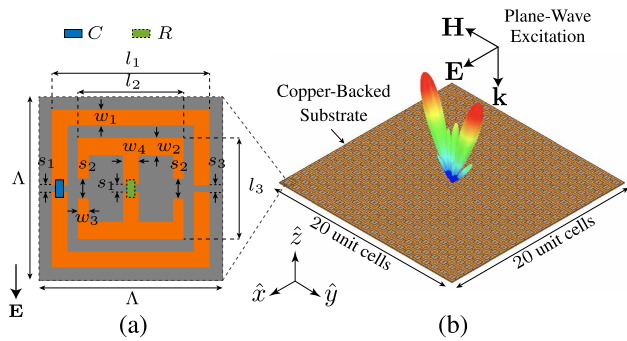 C R
l1
l2
w1
w4 w2
s1 s2 s1 s2 s3
w3
l3
Λ
Λ
E
(a)
Plane-Wave
Excitation
H
E
k
Copper-Backed
Substrate
20 unit cells
20 unit cells
ẑ
x̂ ŷ
(b)